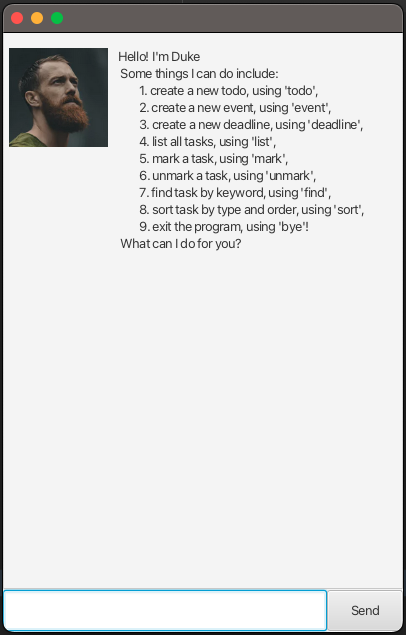 Hello! I'm Duke
Some things I can do include:
1. create a new todo, using 'todo',
2. create a new event, using 'event',
3. create a new deadline, using 'deadline',
4. list all tasks, using 'list',
5. mark a task, using 'mark',
6. unmark a task, using 'unmark',
7. find task by keyword, using 'find',
8. sort task by type and order, using 'sort',
9. exit the program, using 'bye'!
What can I do for you?
Send